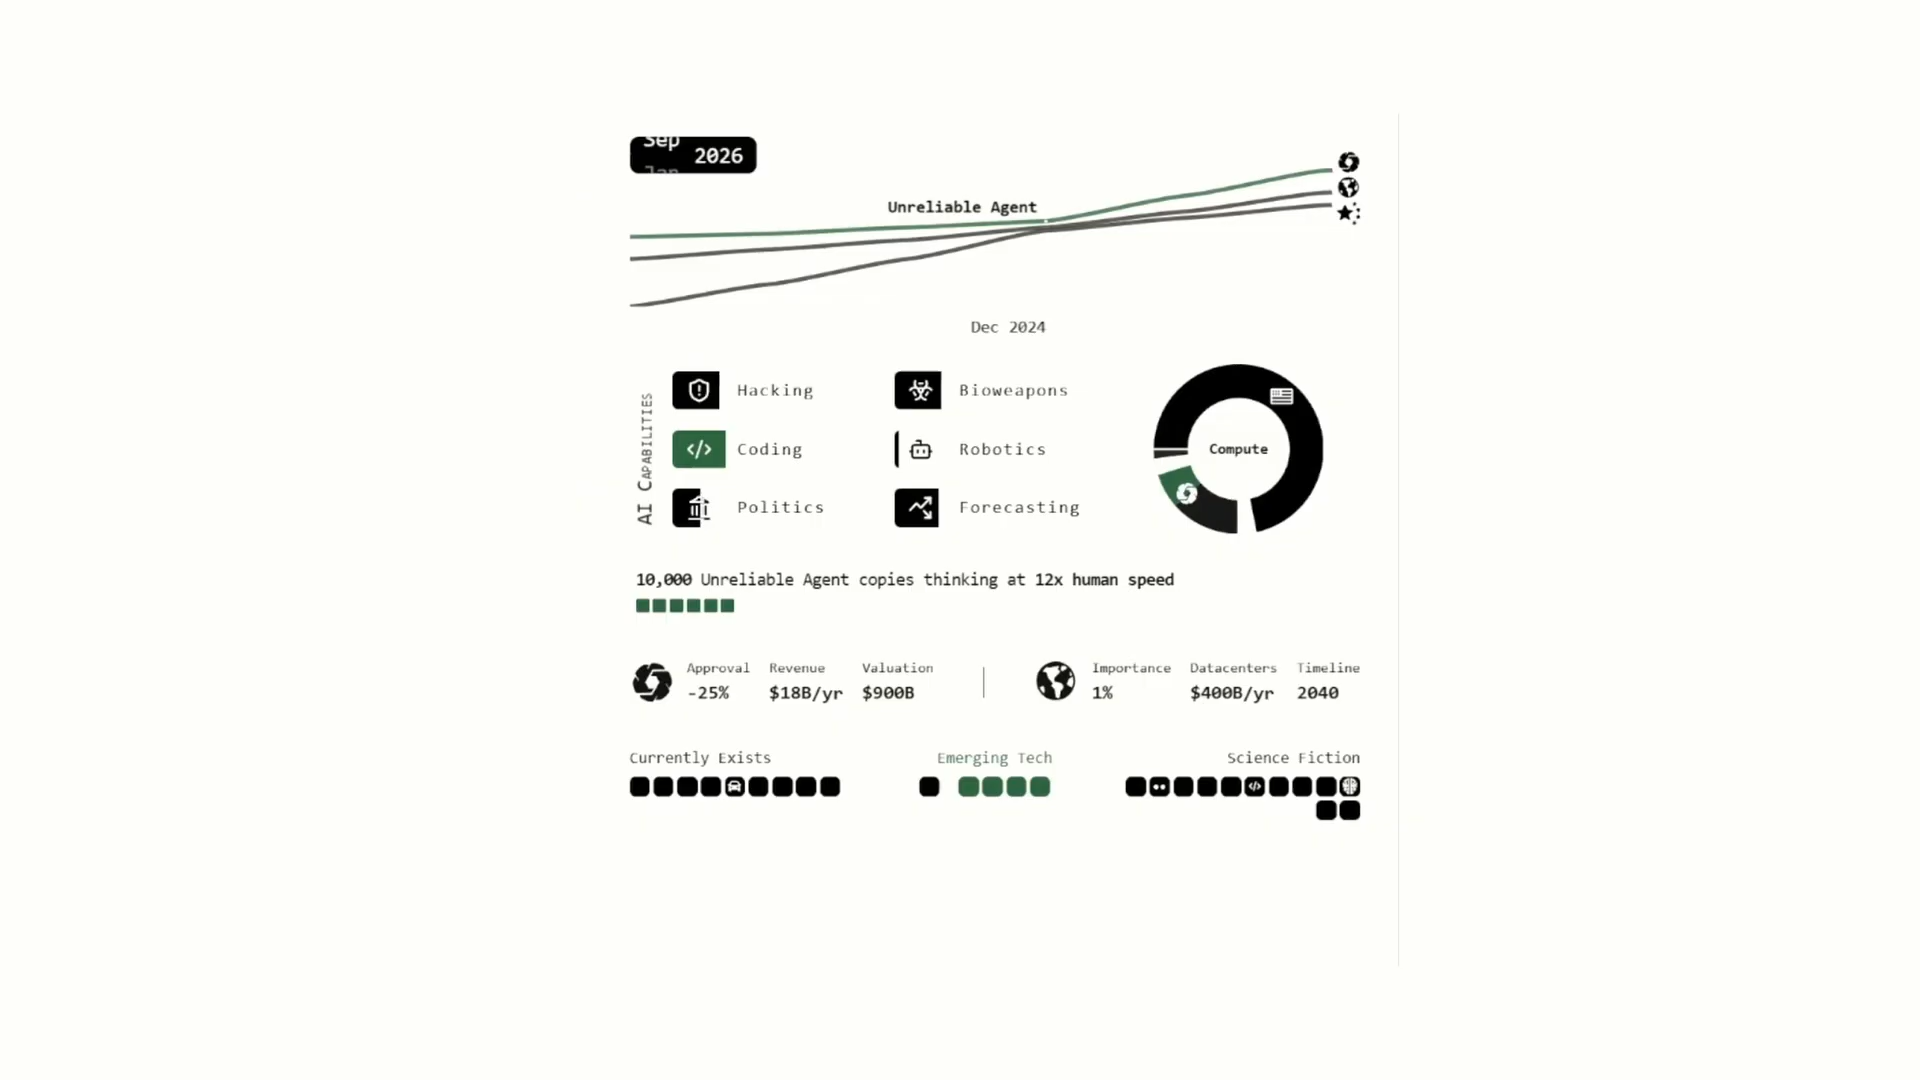 Sep 2026
Jan
Unreliable Agent
Dec 2024
AI CAPABILITIES
Hacking
Bioweapons
Coding
Robotics
Politics
Forecasting
Compute
10,000 Unreliable Agent copies thinking at 12x human speed
Approval Revenue Valuation
-25% $18B/yr $900B
Importance Datacenters Timeline
1% $400B/yr 2040
Currently Exists
Emerging Tech
Science Fiction